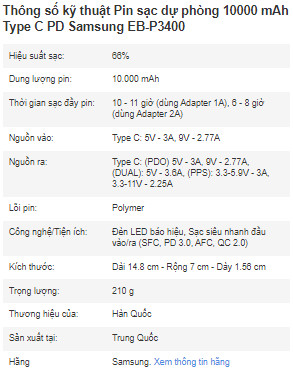 Thông số kỹ thuật Pin sạc dự phòng 10000 mAh
Type C PD Samsung EB-P3400
Hiệu suất sạc: 66%
Dung lượng pin: 10.000 mAh
Thời gian sạc đầy pin: 10 - 11 giờ (dùng Adapter 1A), 6 - 8 giờ
(dùng Adapter 2A)
Nguồn vào: Type C: 5V - 3A, 9V - 2.77A
Nguồn ra: Type C: (PDO) 5V - 3A, 9V - 2.77A,
(DUAL): 5V - 3.6A, (PPS): 3.3-5.9V - 3A,
3.3-11V - 2.25A
Lõi pin: Polymer
Công nghệ/Tiện ích: Đèn LED báo hiệu, Sạc siêu nhanh đầu
vào/ra (SFC, PD 3.0, AFC, QC 2.0)
Kích thước: Dài 14.8 cm - Rộng 7 cm - Dày 1.56 cm
Trọng lượng: 210 g
Thương hiệu của: Hàn Quốc
Sản xuất tại: Trung Quốc
Hãng Samsung. Xem thông tin hãng